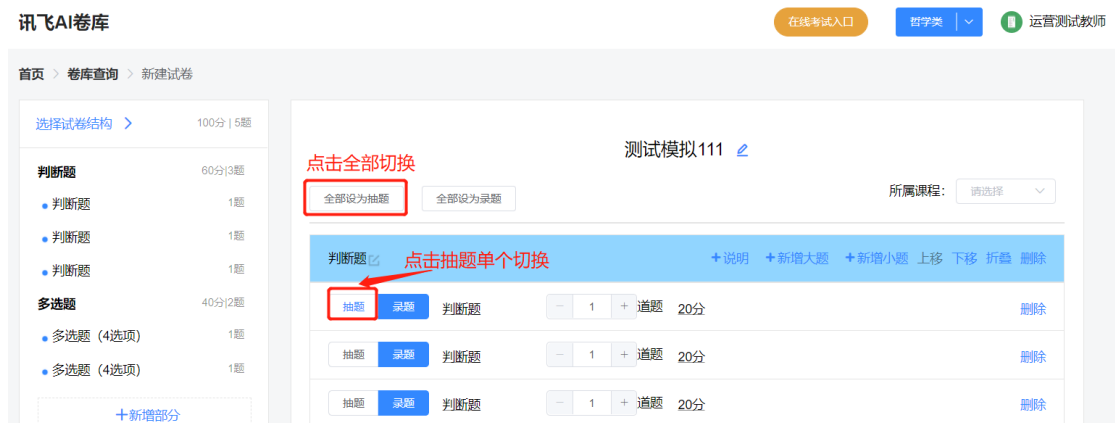 讯飞AI卷库
在线考试入口
哲学类
运营测试教师
首页 > 卷库查询 > 新建试卷
选择试卷结构 >
100分 | 5题
判断题
60分|3题
判断题
1题
判断题
1题
判断题
1题
多选题
40分|2题
多选题（4选项）
1题
多选题（4选项）
1题
+新增部分
测试模拟111
点击全部切换
全部设为抽题
全部设为录题
所属课程：
请选择
判断题
点击抽题单个切换
+说明 +新增大题 +新增小题 上移 下移 折叠 删除
抽题 录题 判断题 － 1 + 道题 20分 删除
抽题 录题 判断题 － 1 + 道题 20分 删除
抽题 录题 判断题 － 1 + 道题 20分 删除